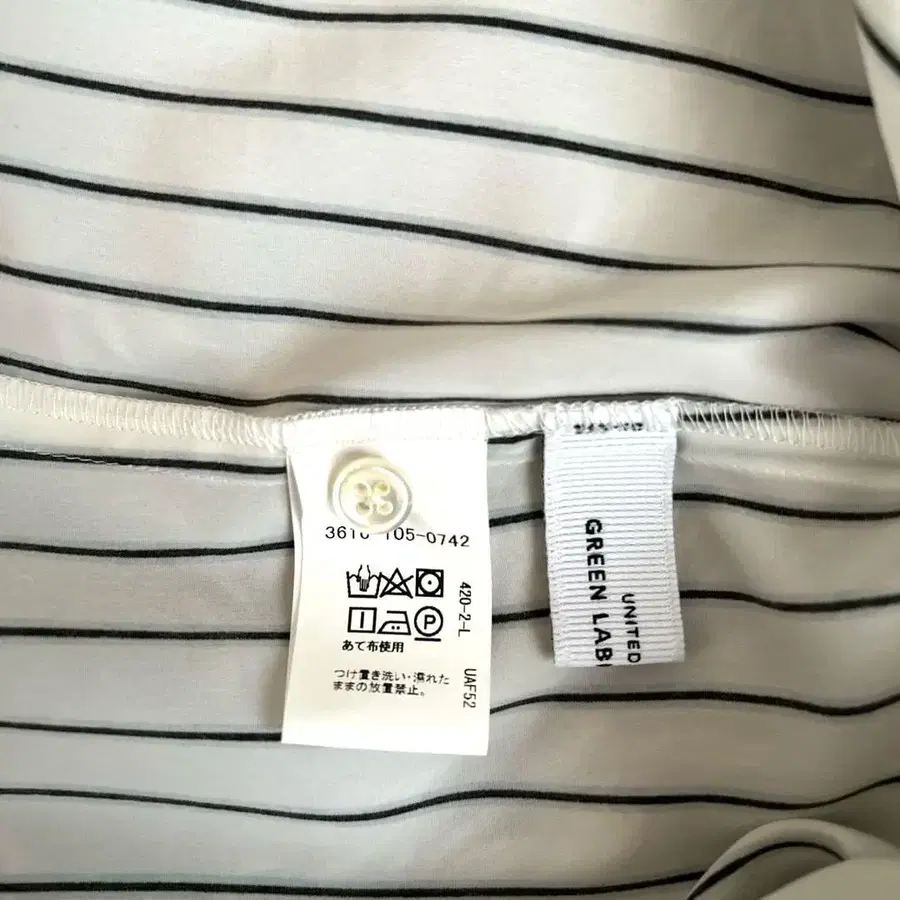 3610-105-0742
あて布使用
つけ置き洗い・濡れた
ままの放置禁止。
420-2-L
UAF52
UNITED
GREEN LAB